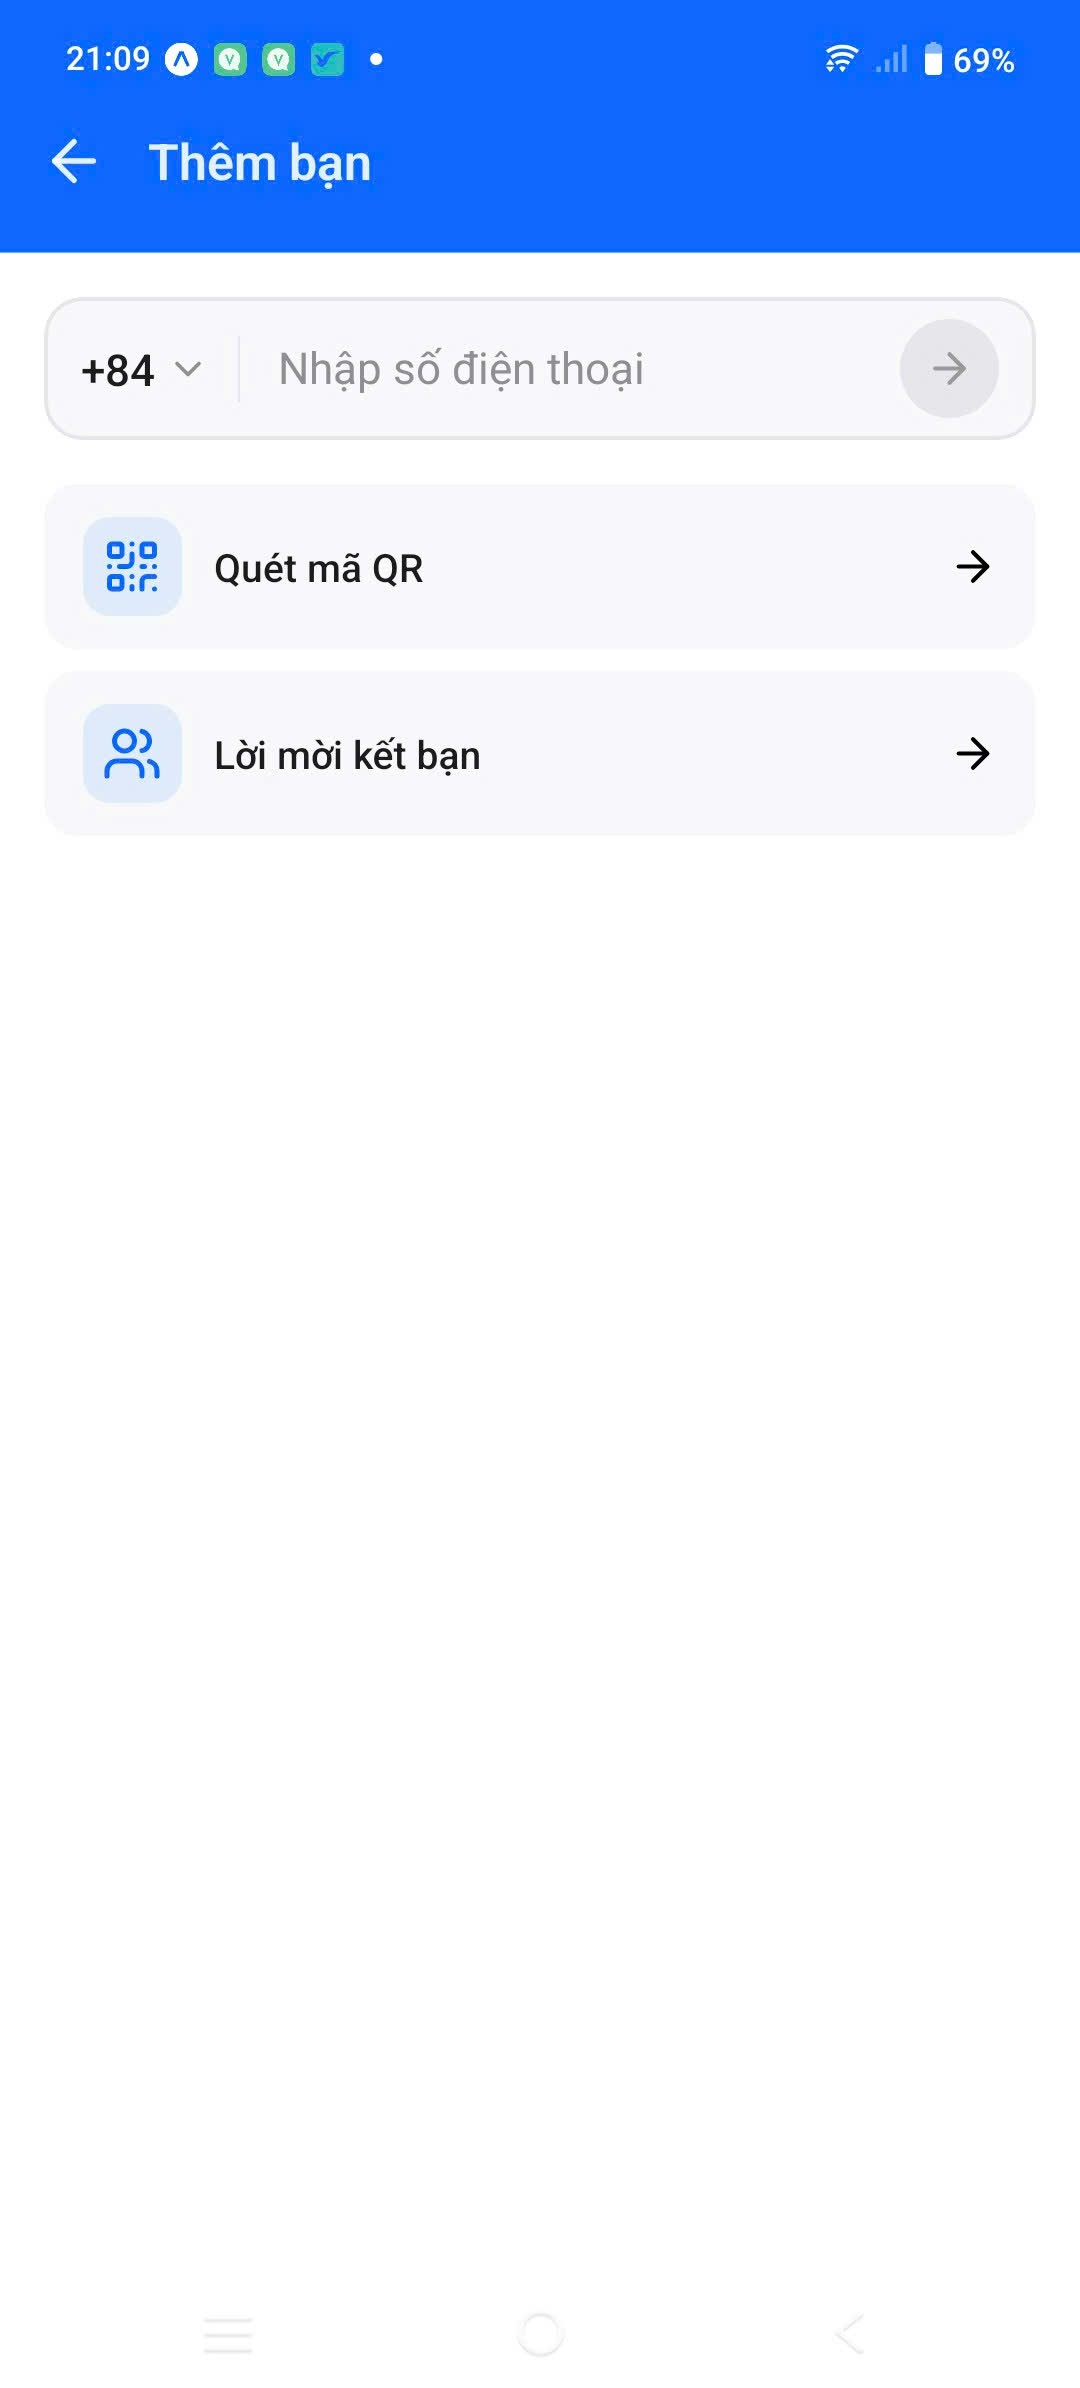 21:09
69%
Thêm bạn
+84
Nhập số điện thoại
Quét mã QR
Lời mời kết bạn